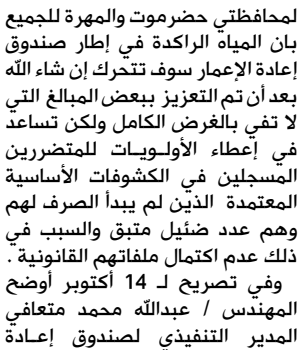 لمحافظتي حضرموت والمهرة للجميع
بان المياه الراكدة في إطار صندوق
إعادة الإعمار سوف تتحرك إن شاء الله
بعد أن تم التعزيز ببعض المبالغ التي
لا تفي بالغرض الكامل ولكن تساعد
في إعطاء الأولــويــات للمتضررين
المسجلين في الكشوفات الأساسية
المعتمدة الذين لم يبدأ الصرف لهم
وهم عدد ضئيل متبق والسبب في
ذلك عدم اكتمال ملفاتهم القانونية .
وفي تصريح لـ 14 أكتوبر أوضح
المهندس / عبدالله محمد متعافي
المدير التنفيذي لصندوق إعــادة